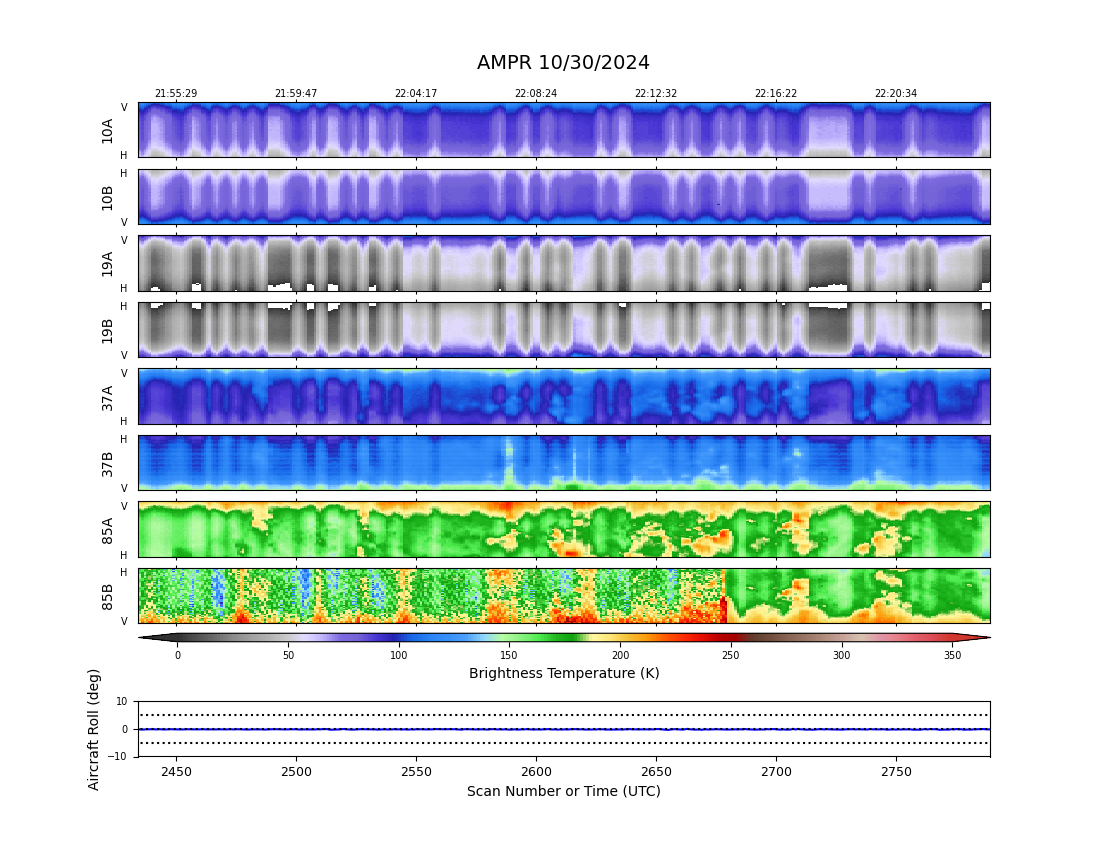 AMPR 10/30/2024
21:55:29 21:59:47 22:04:17 22:08:24 22:12:32 22:16:22 22:20:34
V
10A
H
H
10B
V
V
19A
H
H
19B
V
V
37A
H
H
37B
V
V
85A
H
H
85B
V
0 50 100 150 200 250 300 350
Brightness Temperature (K)
Aircraft Roll (deg)
10
0
−10
2450 2500 2550 2600 2650 2700 2750
Scan Number or Time (UTC)